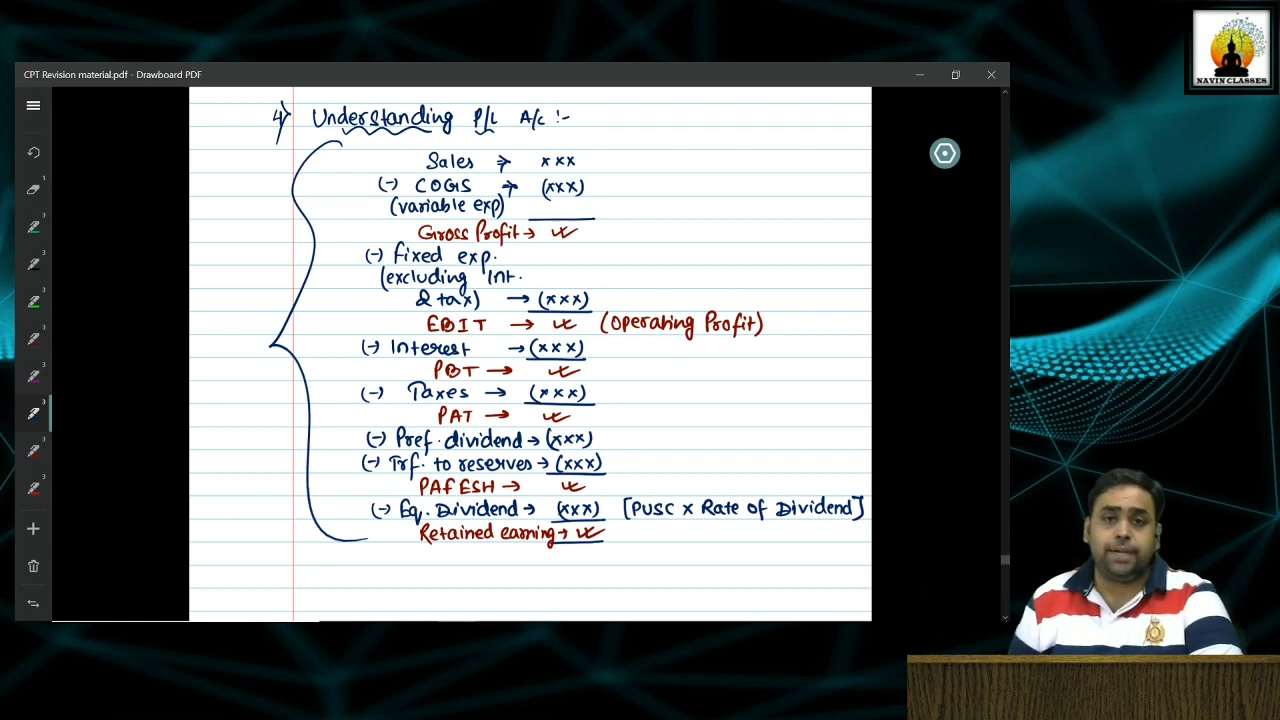 NAVIN CLASSES
CPT Revision material.pdf - Drawboard PDF
4) Understanding P/L A/c :-
Sales → xxx
(-) COGS → (xxx)
(variable exp)
Gross Profit →
(-) Fixed exp.
(excluding Int.
& tax) → (xxx)
EBIT → (Operating Profit)
(-) Interest → (xxx)
PBT →
(-) Taxes → (xxx)
PAT →
(-) Pref. dividend → (xxx)
(-) Trf. to reserves → (xxx)
PAFESH →
(-) Eq. Dividend → (xxx) [PUSC x Rate of Dividend]
Retained earning →